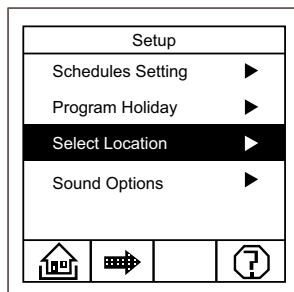 Setup
Schedules Setting
Program Holiday
Select Location
Sound Options
?